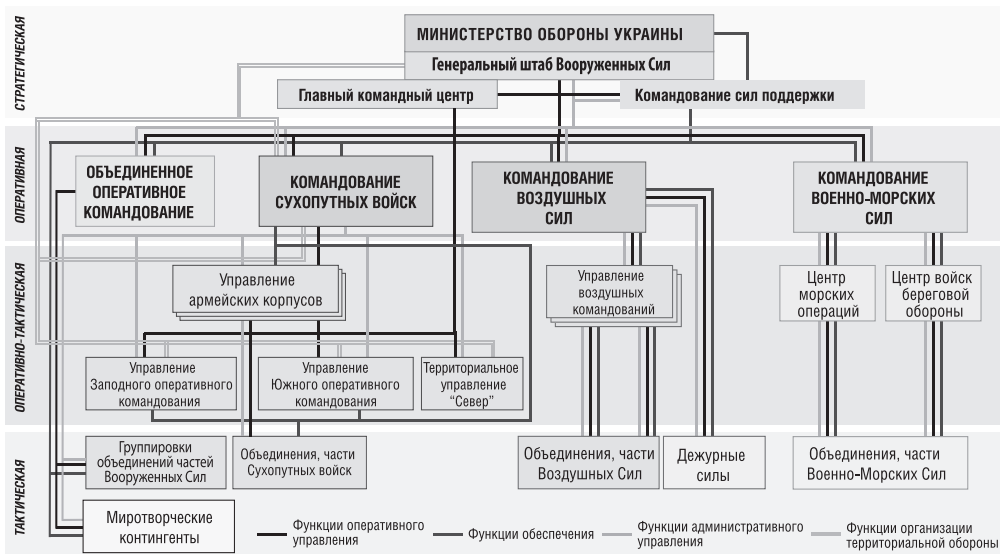 СТРАТЕГИЧЕСКАЯ
МИНИСТЕРСТВО ОБОРОНЫ УКРАИНЫ
Генеральный штаб Вооруженных Сил
Главный командный центр
Командование сил поддержки
ОПЕРАТИВНАЯ
ОБЪЕДИНЕННОЕ
ОПЕРАТИВНОЕ
КОМАНДОВАНИЕ
КОМАНДОВАНИЕ
СУХОПУТНЫХ ВОЙСК
КОМАНДОВАНИЕ
ВОЗДУШНЫХ
СИЛ
КОМАНДОВАНИЕ
ВОЕННО-МОРСКИХ
СИЛ
ОПЕРАТИВНО-ТАКТИЧЕСКАЯ
Управление
армейских корпусов
Управление
воздушных
командований
Центр
морских
операций
Центр войск
береговой
обороны
Управление
Заподного оперативного
командования
Управление
Южного оперативного
командования
Территориальное
управление
“Север”
ТАКТИЧЕСКАЯ
Группировки
объединений частей
Вооруженных Сил
Объединения, части
Сухопутных войск
Объединения, части
Воздушных Сил
Дежурные
силы
Объединения, части
Военно-Морских Сил
Миротворческие
контингенты
Функции оперативного
управления
Функции обеспечения
Функции административного
управления
Функции организации
территориальной обороны